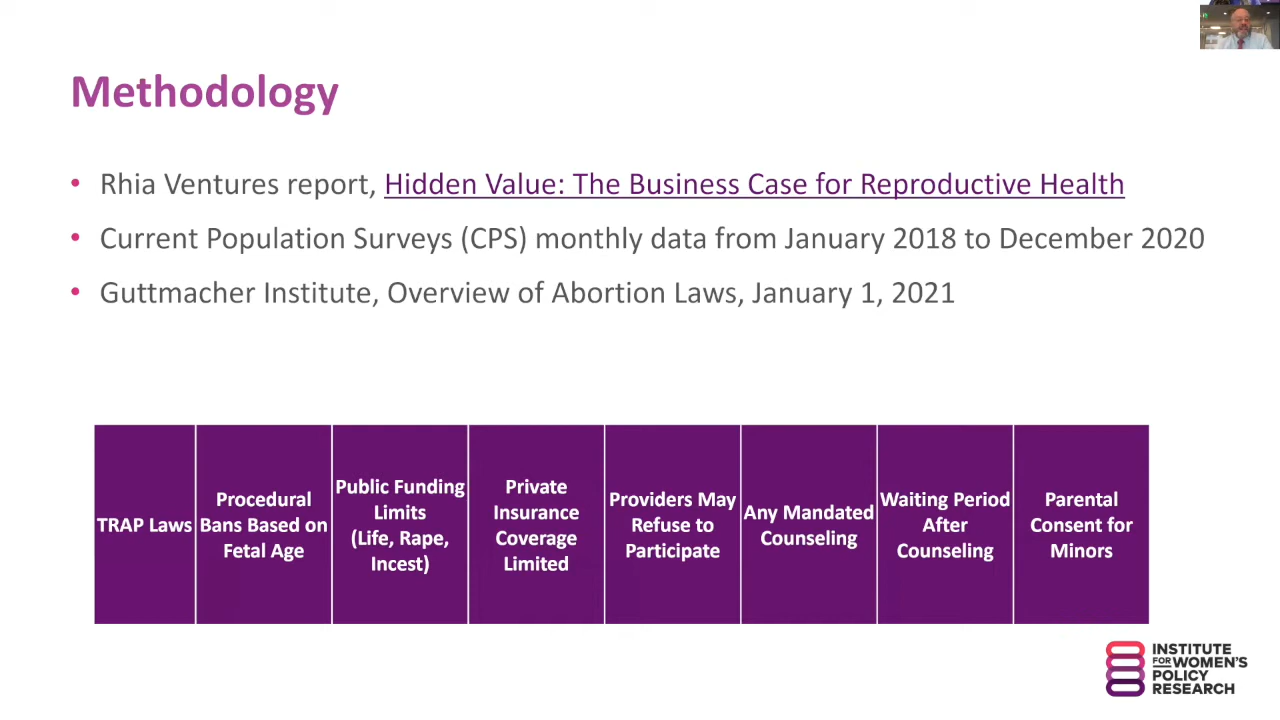 Methodology
• Rhia Ventures report, Hidden Value: The Business Case for Reproductive Health
• Current Population Surveys (CPS) monthly data from January 2018 to December 2020
• Guttmacher Institute, Overview of Abortion Laws, January 1, 2021
TRAP Laws
Procedural
Bans Based on
Fetal Age
Public Funding
Limits
(Life, Rape,
Incest)
Private
Insurance
Coverage
Limited
Providers May
Refuse to
Participate
Any Mandated
Counseling
Waiting Period
After
Counseling
Parental
Consent for
Minors
INSTITUTE
FOR WOMEN'S
POLICY
RESEARCH